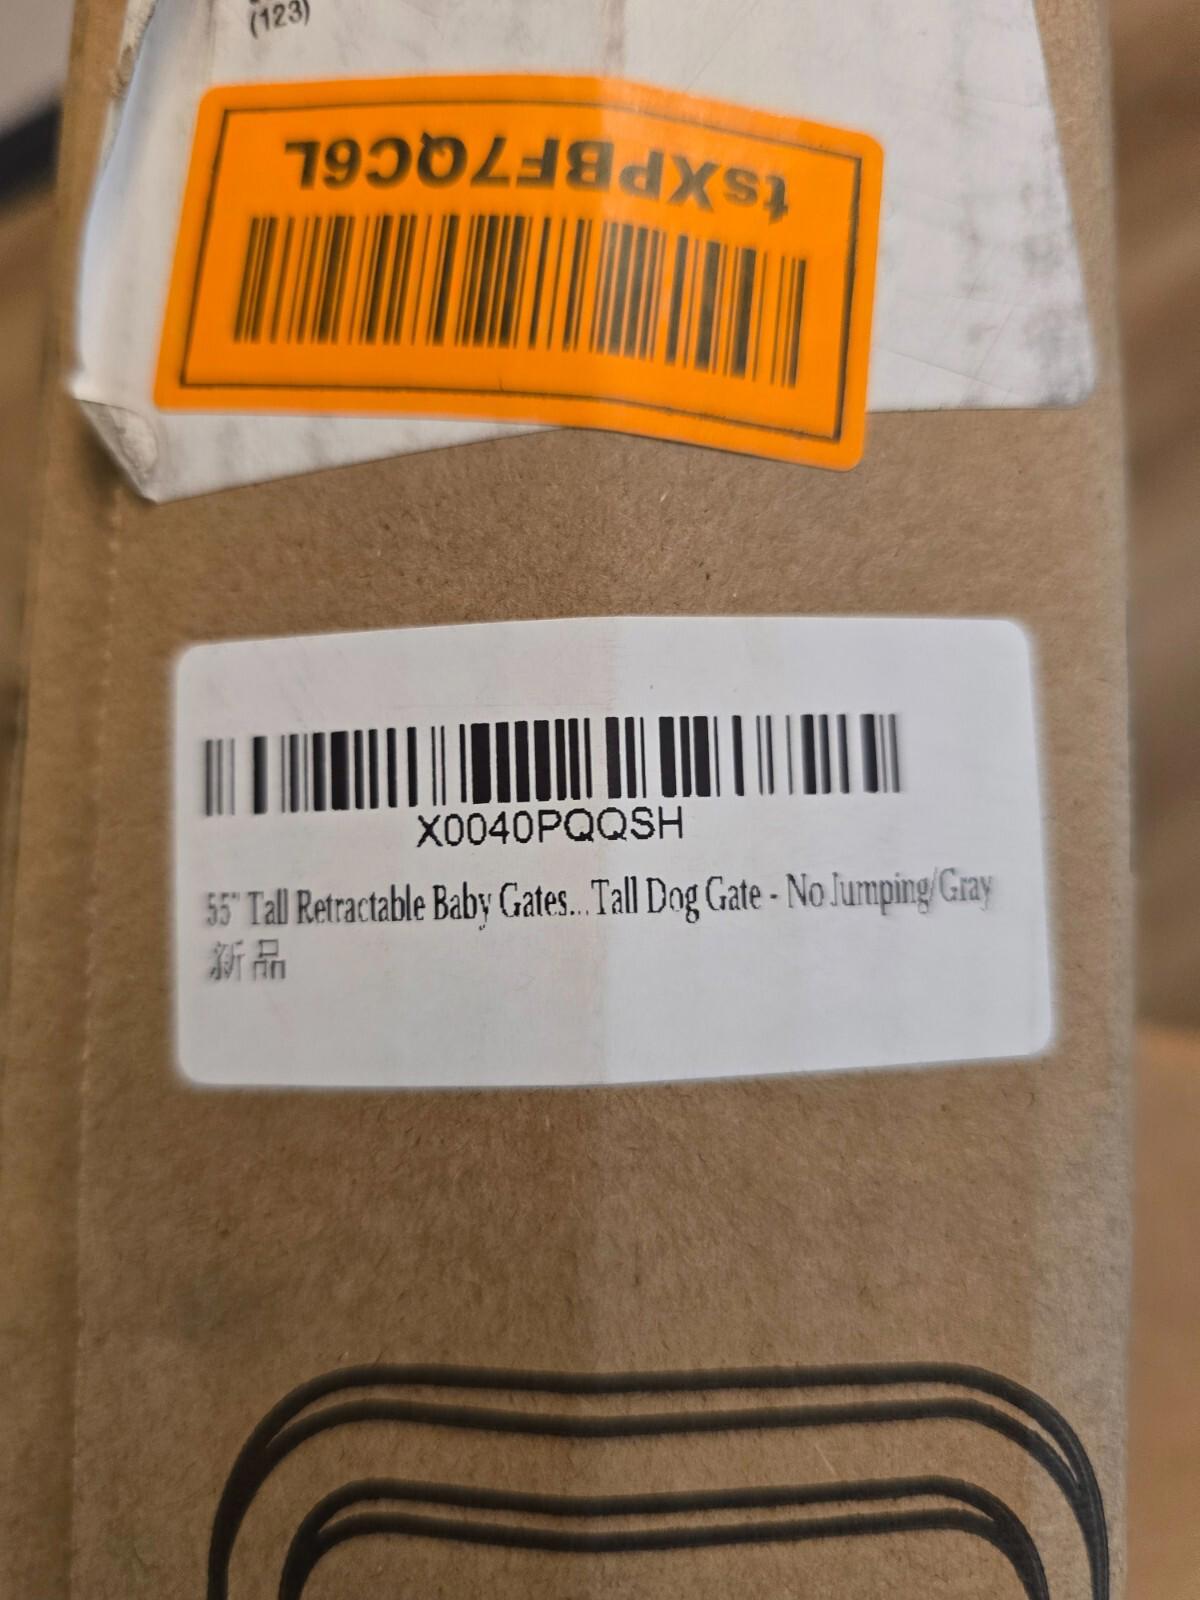 (123)
tsXPBF7QC6L
X0040PQQSH
55" Tall Retractable Baby Gates...Tall Dog Gate - No Jumping/Gray
新品